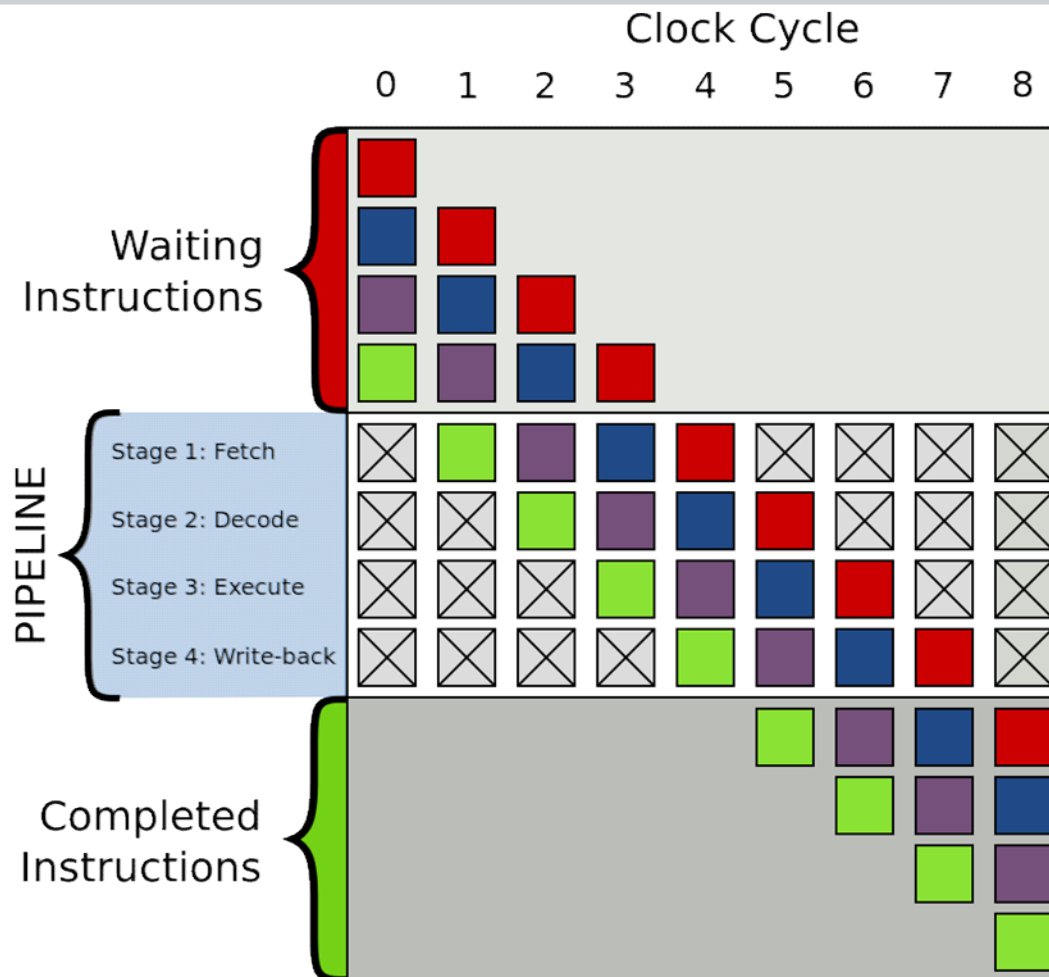 Clock Cycle
0 1 2 3 4 5 6 7 8
Waiting
Instructions
PIPELINE
Stage 1: Fetch
Stage 2: Decode
Stage 3: Execute
Stage 4: Write-back
Completed
Instructions